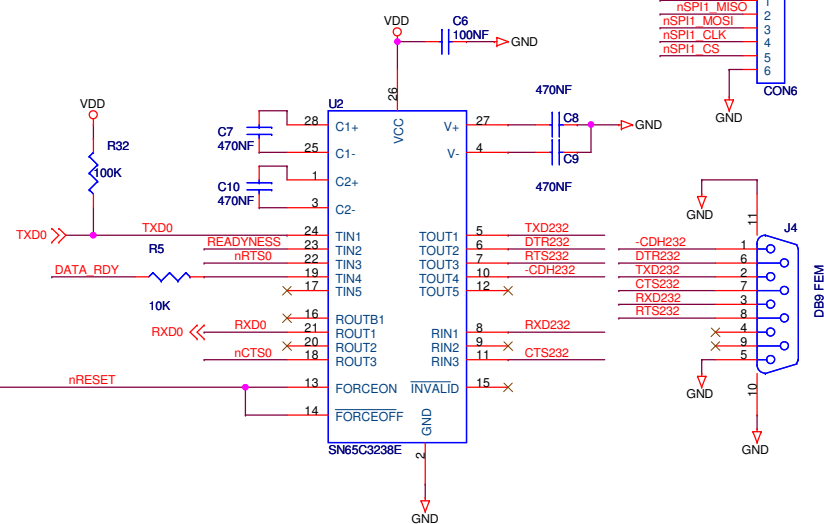 nSPI1_MISO
nSPI1_MOSI
nSPI1_CLK
nSPI1_CS
1
2
3
4
5
6
CON6
GND
VDD
C6
100NF
GND
26
U2
VCC
VDD
R32
100K
C7
470NF
C10
470NF
28
25
1
3
C1+
C1-
C2+
C2-
V+
V-
27
4
470NF
C8
C9
470NF
GND
TXD0
TXD0
READYNESS
nRTS0
R5
DATA_RDY
10K
24
23
22
19
17
TIN1
TIN2
TIN3
TIN4
TIN5
TOUT1
TOUT2
TOUT3
TOUT4
TOUT5
5
6
7
10
12
TXD232
DTR232
RTS232
-CDH232
RXD0
RXD0
nCTS0
16
21
20
18
ROUTB1
ROUT1
ROUT2
ROUT3
RIN1
RIN2
RIN3
8
9
11
RXD232
CTS232
nRESET
13
14
FORCEON
FORCEOFF
INVALID
15
GND
SN65C3238E
2
GND
GND
11
J4
-CDH232
DTR232
TXD232
CTS232
RXD232
RTS232
1
6
2
7
3
8
4
9
5
DB9 FEM
GND
10
GND